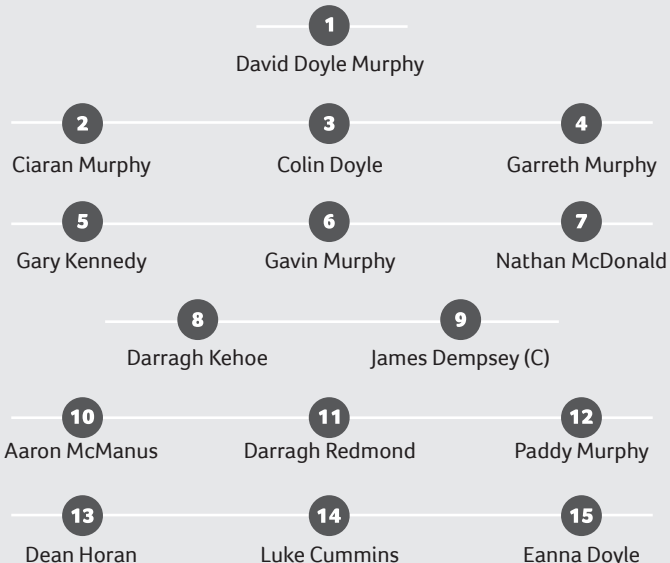 1
David Doyle Murphy
2 3 4
Ciaran Murphy Colin Doyle Garreth Murphy
5 6 7
Gary Kennedy Gavin Murphy Nathan McDonald
8 9
Darragh Kehoe James Dempsey (C)
10 11 12
Aaron McManus Darragh Redmond Paddy Murphy
13 14 15
Dean Horan Luke Cummins Eanna Doyle